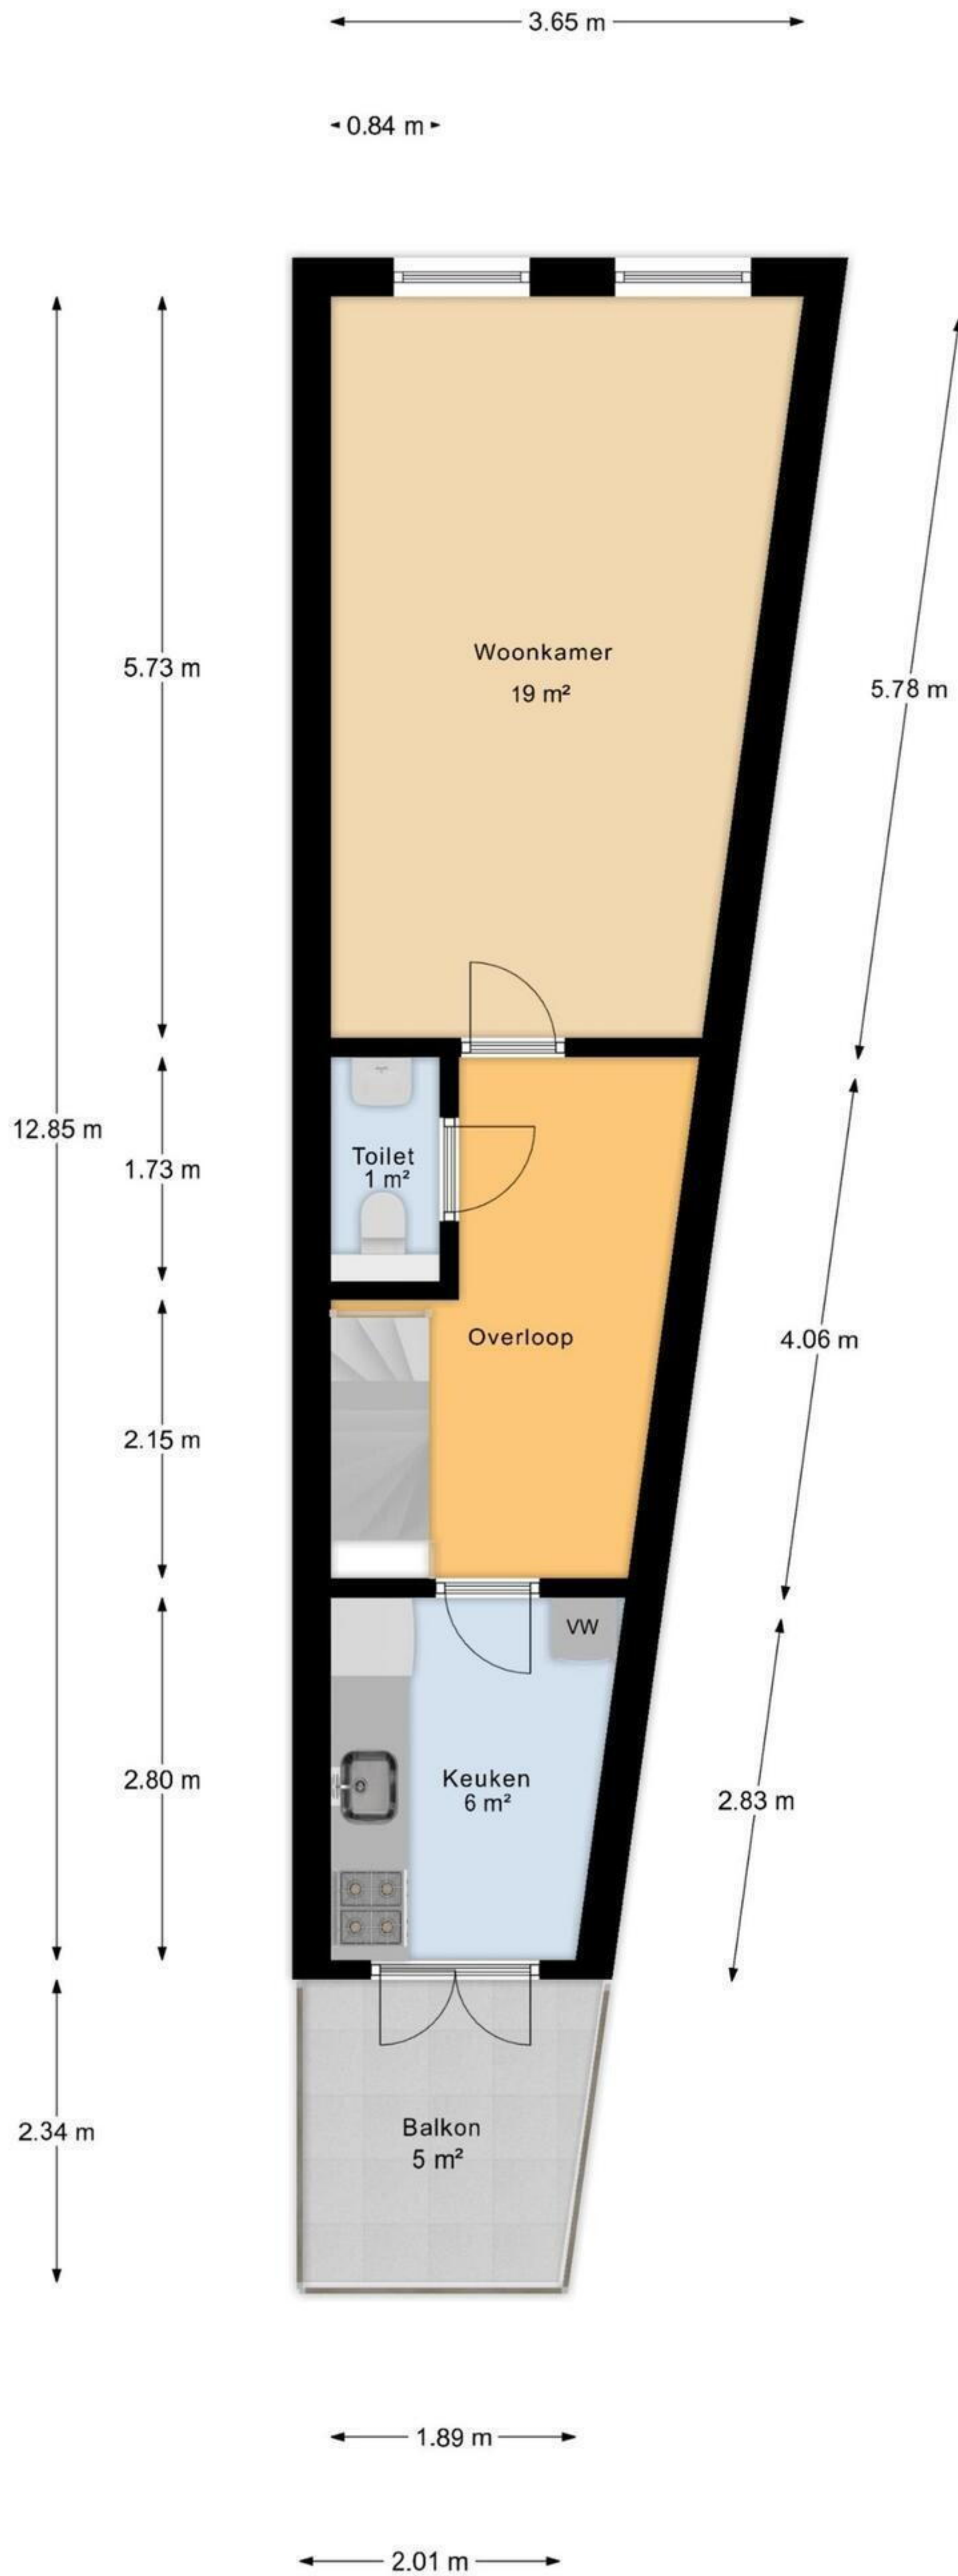 3.65 m
0.84 m
5.73 m
Woonkamer
19 m²
5.78 m
12.85 m
1.73 m
Toilet
1 m²
Overloop
4.06 m
2.15 m
VW
2.80 m
Keuken
6 m²
2.83 m
2.34 m
Balkon
5 m²
1.89 m
2.01 m